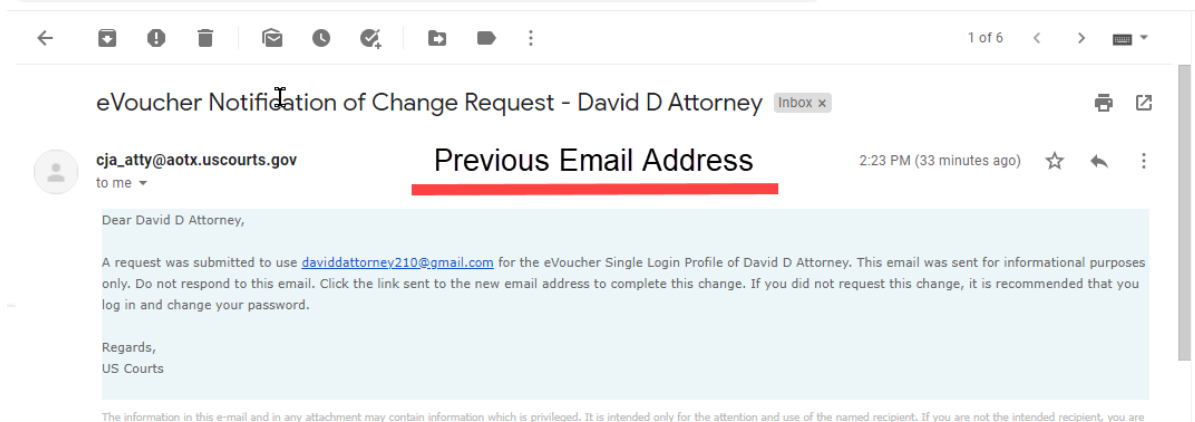 1 of 6
eVoucher Notification of Change Request - David D Attorney Inbox x
cja_atty@aotx.uscourts.gov
Previous Email Address
2:23 PM (33 minutes ago)
to me
Dear David D Attorney,
A request was submitted to use daviddattorney210@gmail.com for the eVoucher Single Login Profile of David D Attorney. This email was sent for informational purposes
only. Do not respond to this email. Click the link sent to the new email address to complete this change. If you did not request this change, it is recommended that you
log in and change your password.
Regards,
US Courts
The information in this e-mail and in any attachment may contain information which is privileged. It is intended only for the attention and use of the named recipient. If you are not the intended recipient, you are